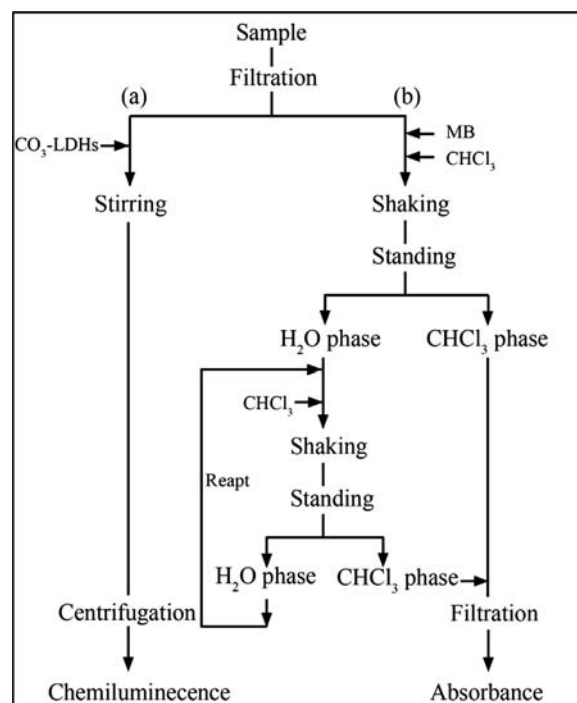 Sample
Filtration
(a) (b)
CO₃-LDHs
MB
CHCl₃
Stirring
Shaking
Standing
H₂O phase
CHCl₃ phase
CHCl₃
Shaking
Reapt
Standing
H₂O phase
CHCl₃ phase
Centrifugation
Filtration
Chemiluminecence
Absorbance